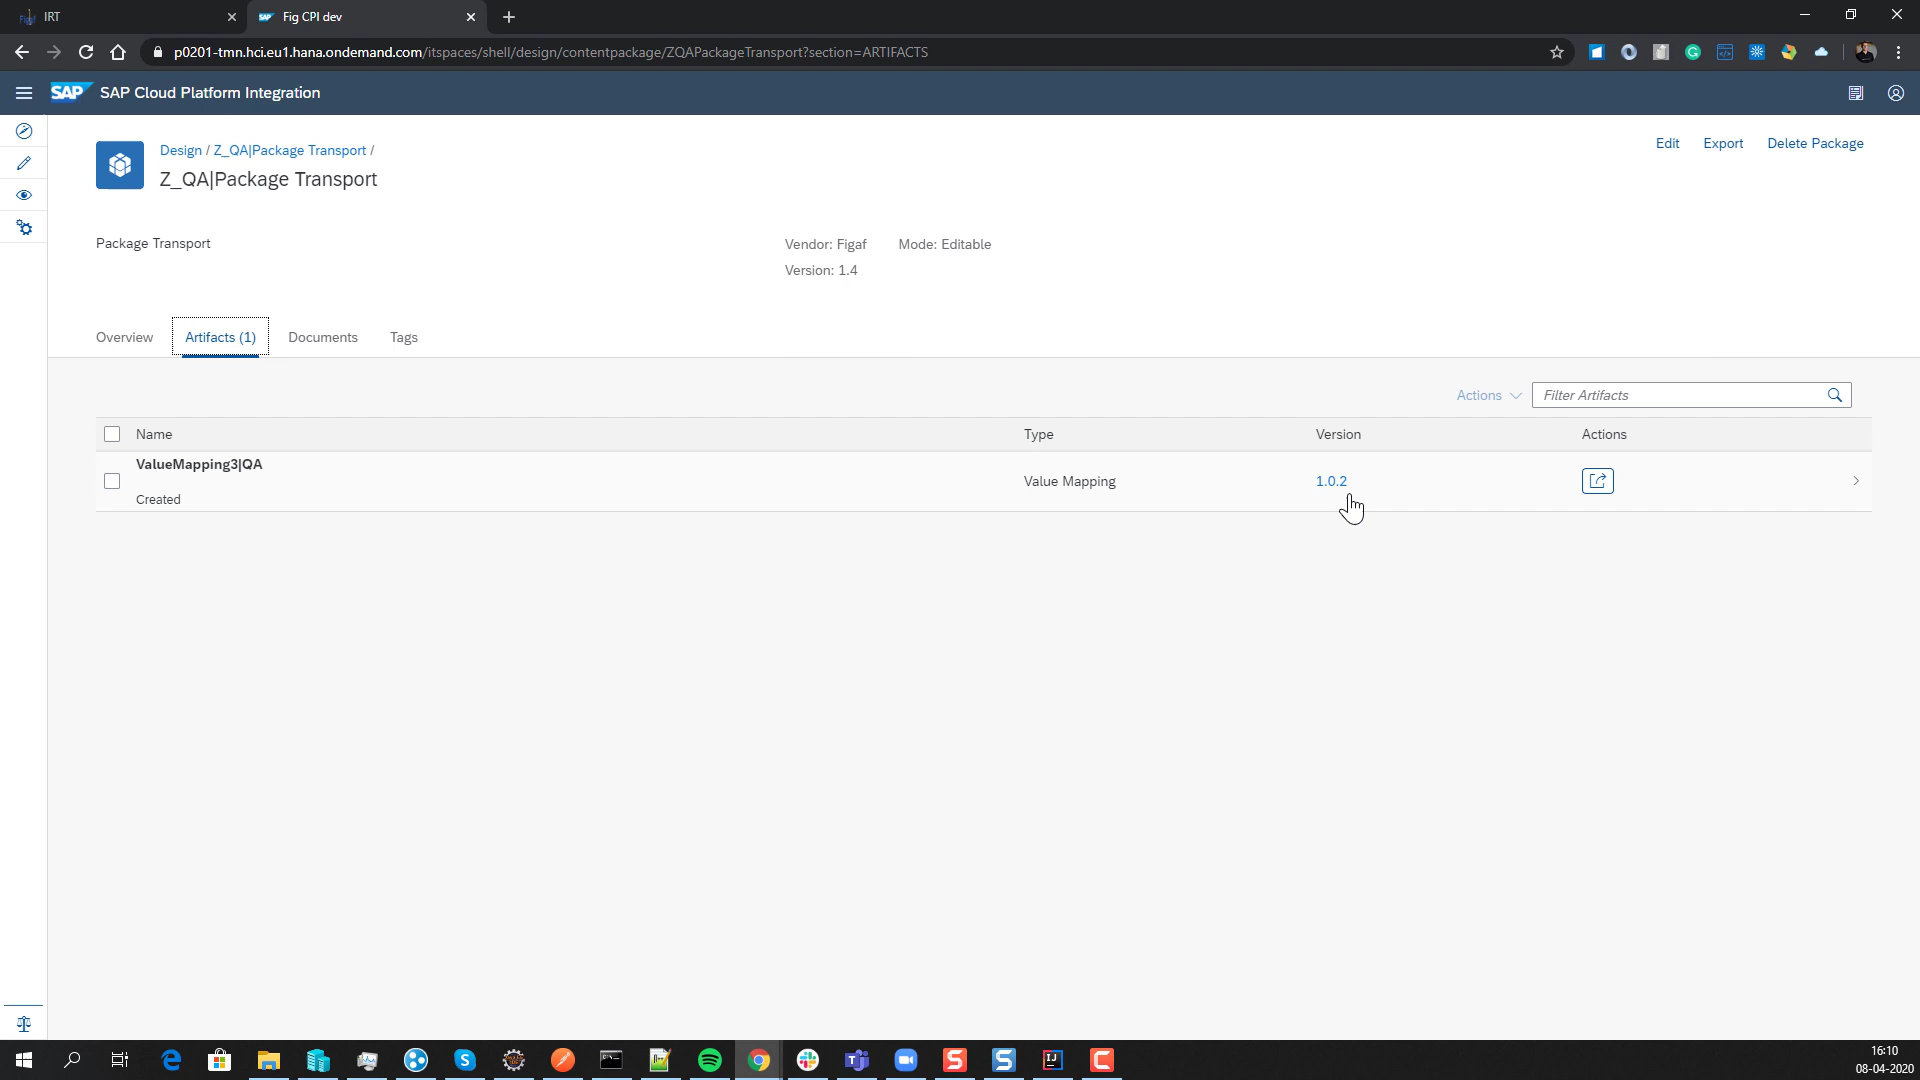 IRT
Fig CPI dev
p0201-tmn.hci.eu1.hana.ondemand.com/itspaces/shell/design/contentpackage/ZQAPackageTransport?section=ARTIFACTS
SAP SAP Cloud Platform Integration
Design / Z_QA|Package Transport /
Z_QA|Package Transport
Edit Export Delete Package
Package Transport
Vendor: Figaf Mode: Editable
Version: 1.4
Overview Artifacts (1) Documents Tags
Actions Filter Artifacts
Name Type Version Actions
ValueMapping3|QA
Created
Value Mapping 1.0.2
16:10
08-04-2020